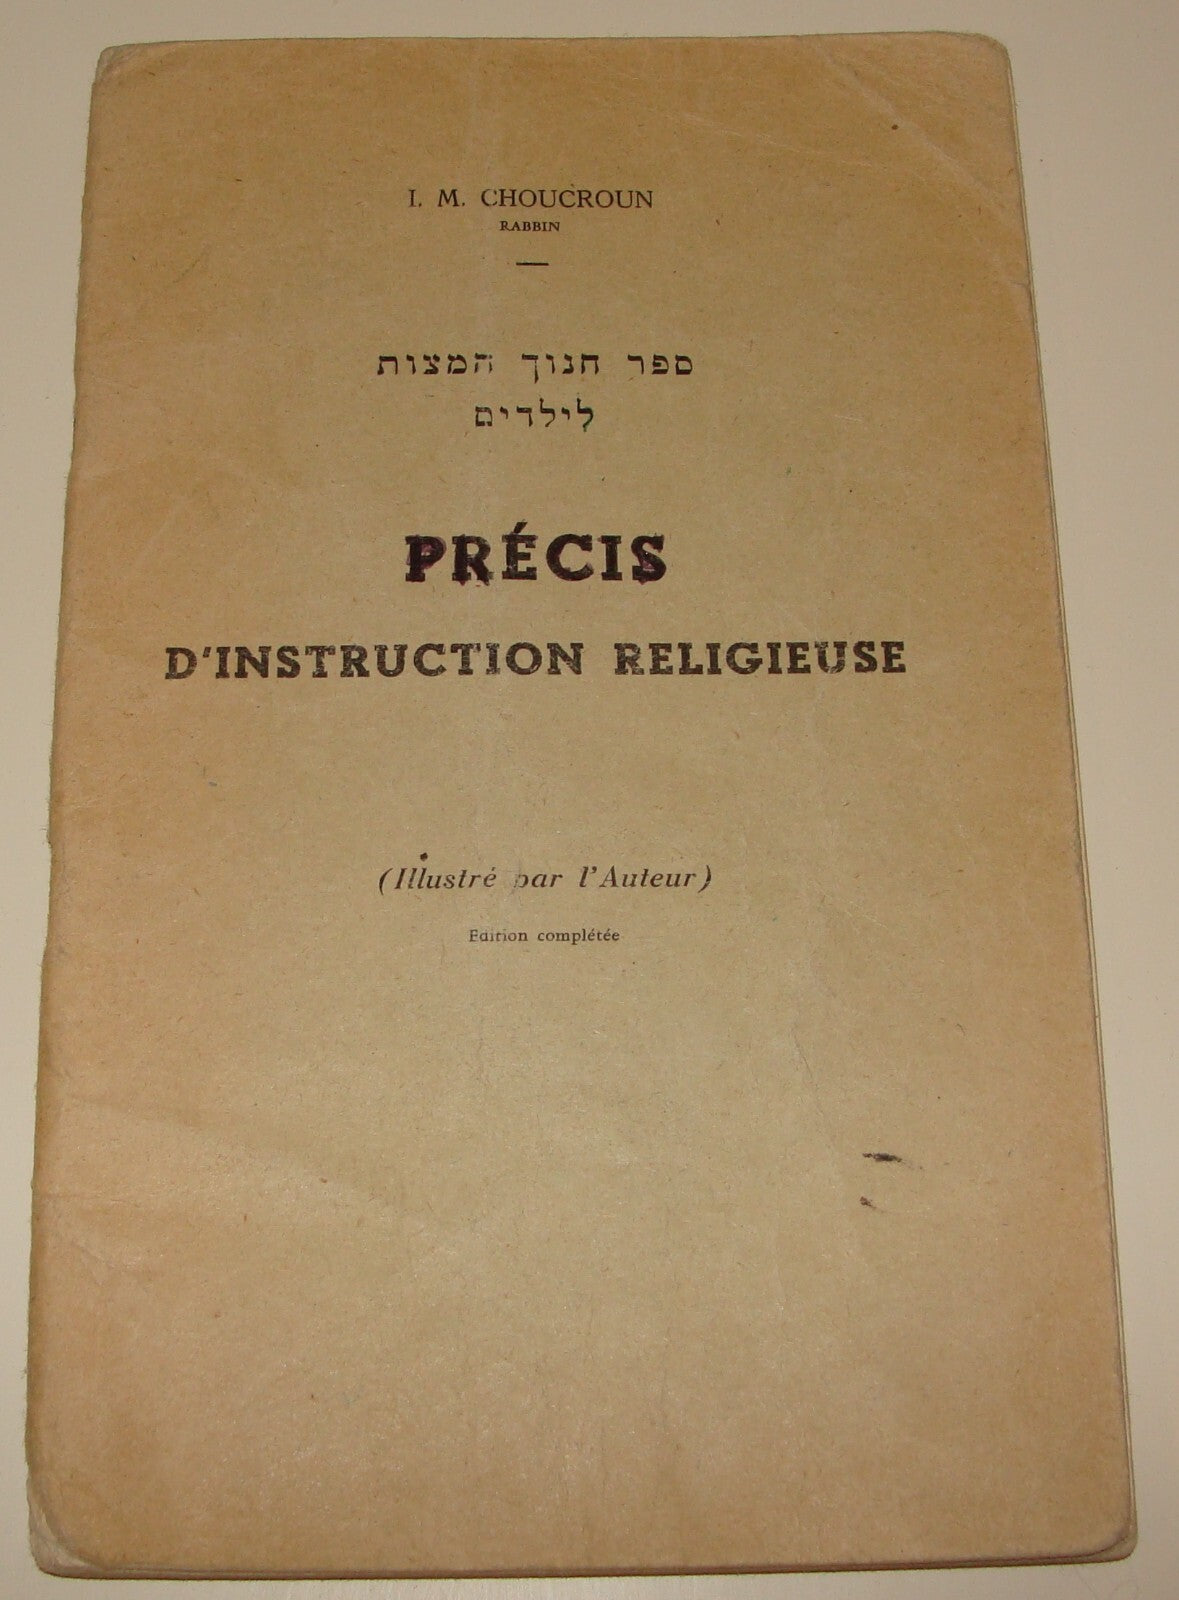 I. M. CHOUCROUN
RABBIN
ספר חנוך המצות
לילדים
PRÉCIS
D'INSTRUCTION RELIGIEUSE
(Illustré par l'Auteur)
Edition complétée